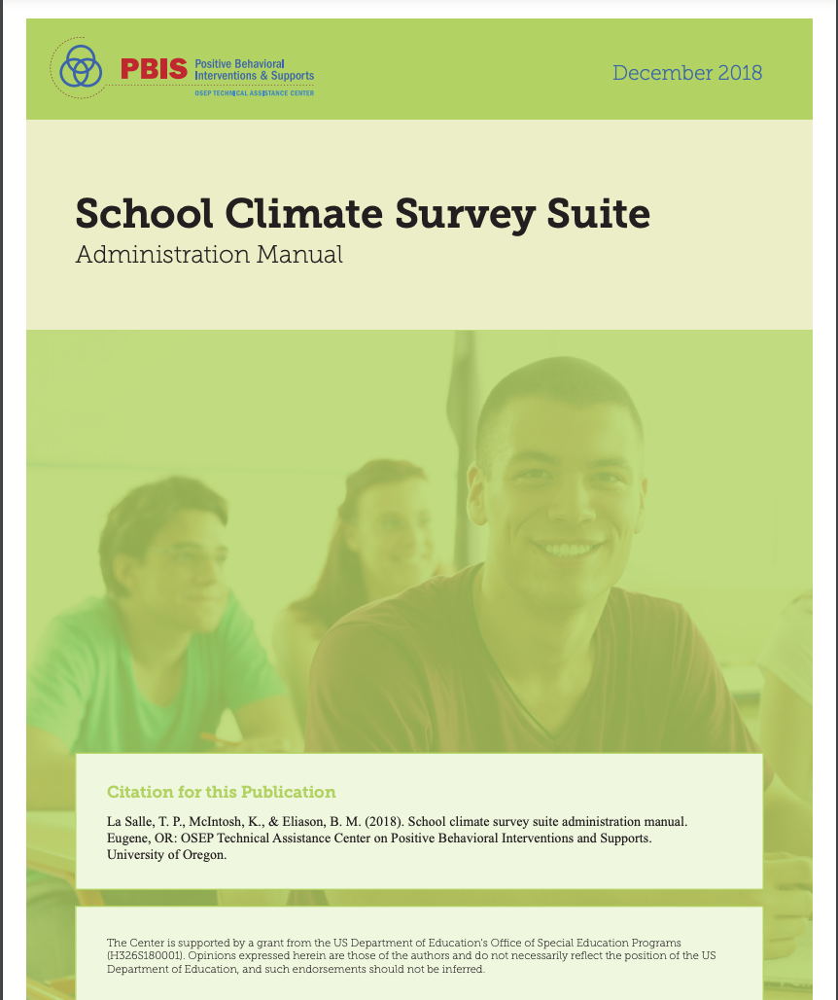 PBIS
Positive Behavioral
Interventions & Supports
OSEP TECHNICAL ASSISTANCE CENTER
December 2018
School Climate Survey Suite
Administration Manual
Citation for this Publication
La Salle, T. P., McIntosh, K., & Eliason, B. M. (2018). School climate survey suite administration manual.
Eugene, OR: OSEP Technical Assistance Center on Positive Behavioral Interventions and Supports.
University of Oregon.
The Center is supported by a grant from the US Department of Education's Office of Special Education Programs
(H326S180001). Opinions expressed herein are those of the authors and do not necessarily reflect the position of the US
Department of Education, and such endorsements should not be inferred.